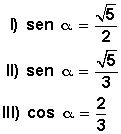 I) sen α = √5/2
II) sen α = √5/3
III) cos α = 2/3